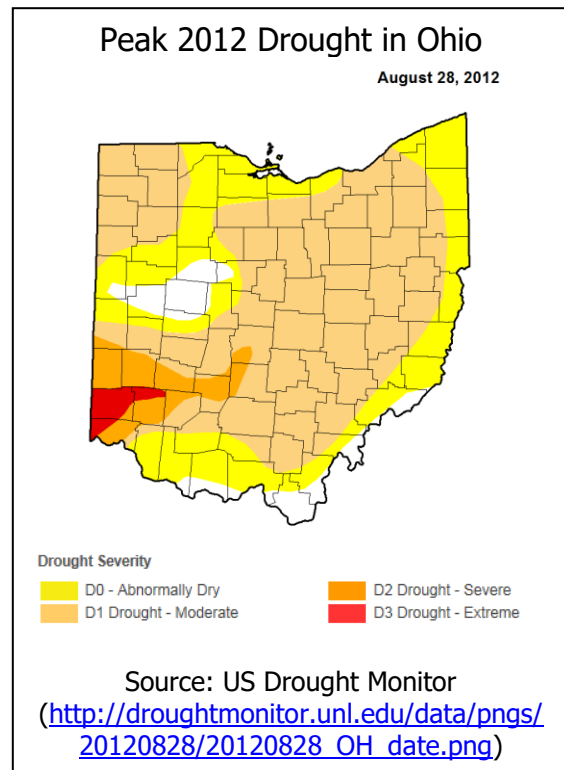 Peak 2012 Drought in Ohio
August 28, 2012
Drought Severity
D0 - Abnormally Dry
D1 Drought - Moderate
D2 Drought - Severe
D3 Drought - Extreme
Source: US Drought Monitor
(http://droughtmonitor.unl.edu/data/pngs/
20120828/20120828_OH_date.png)